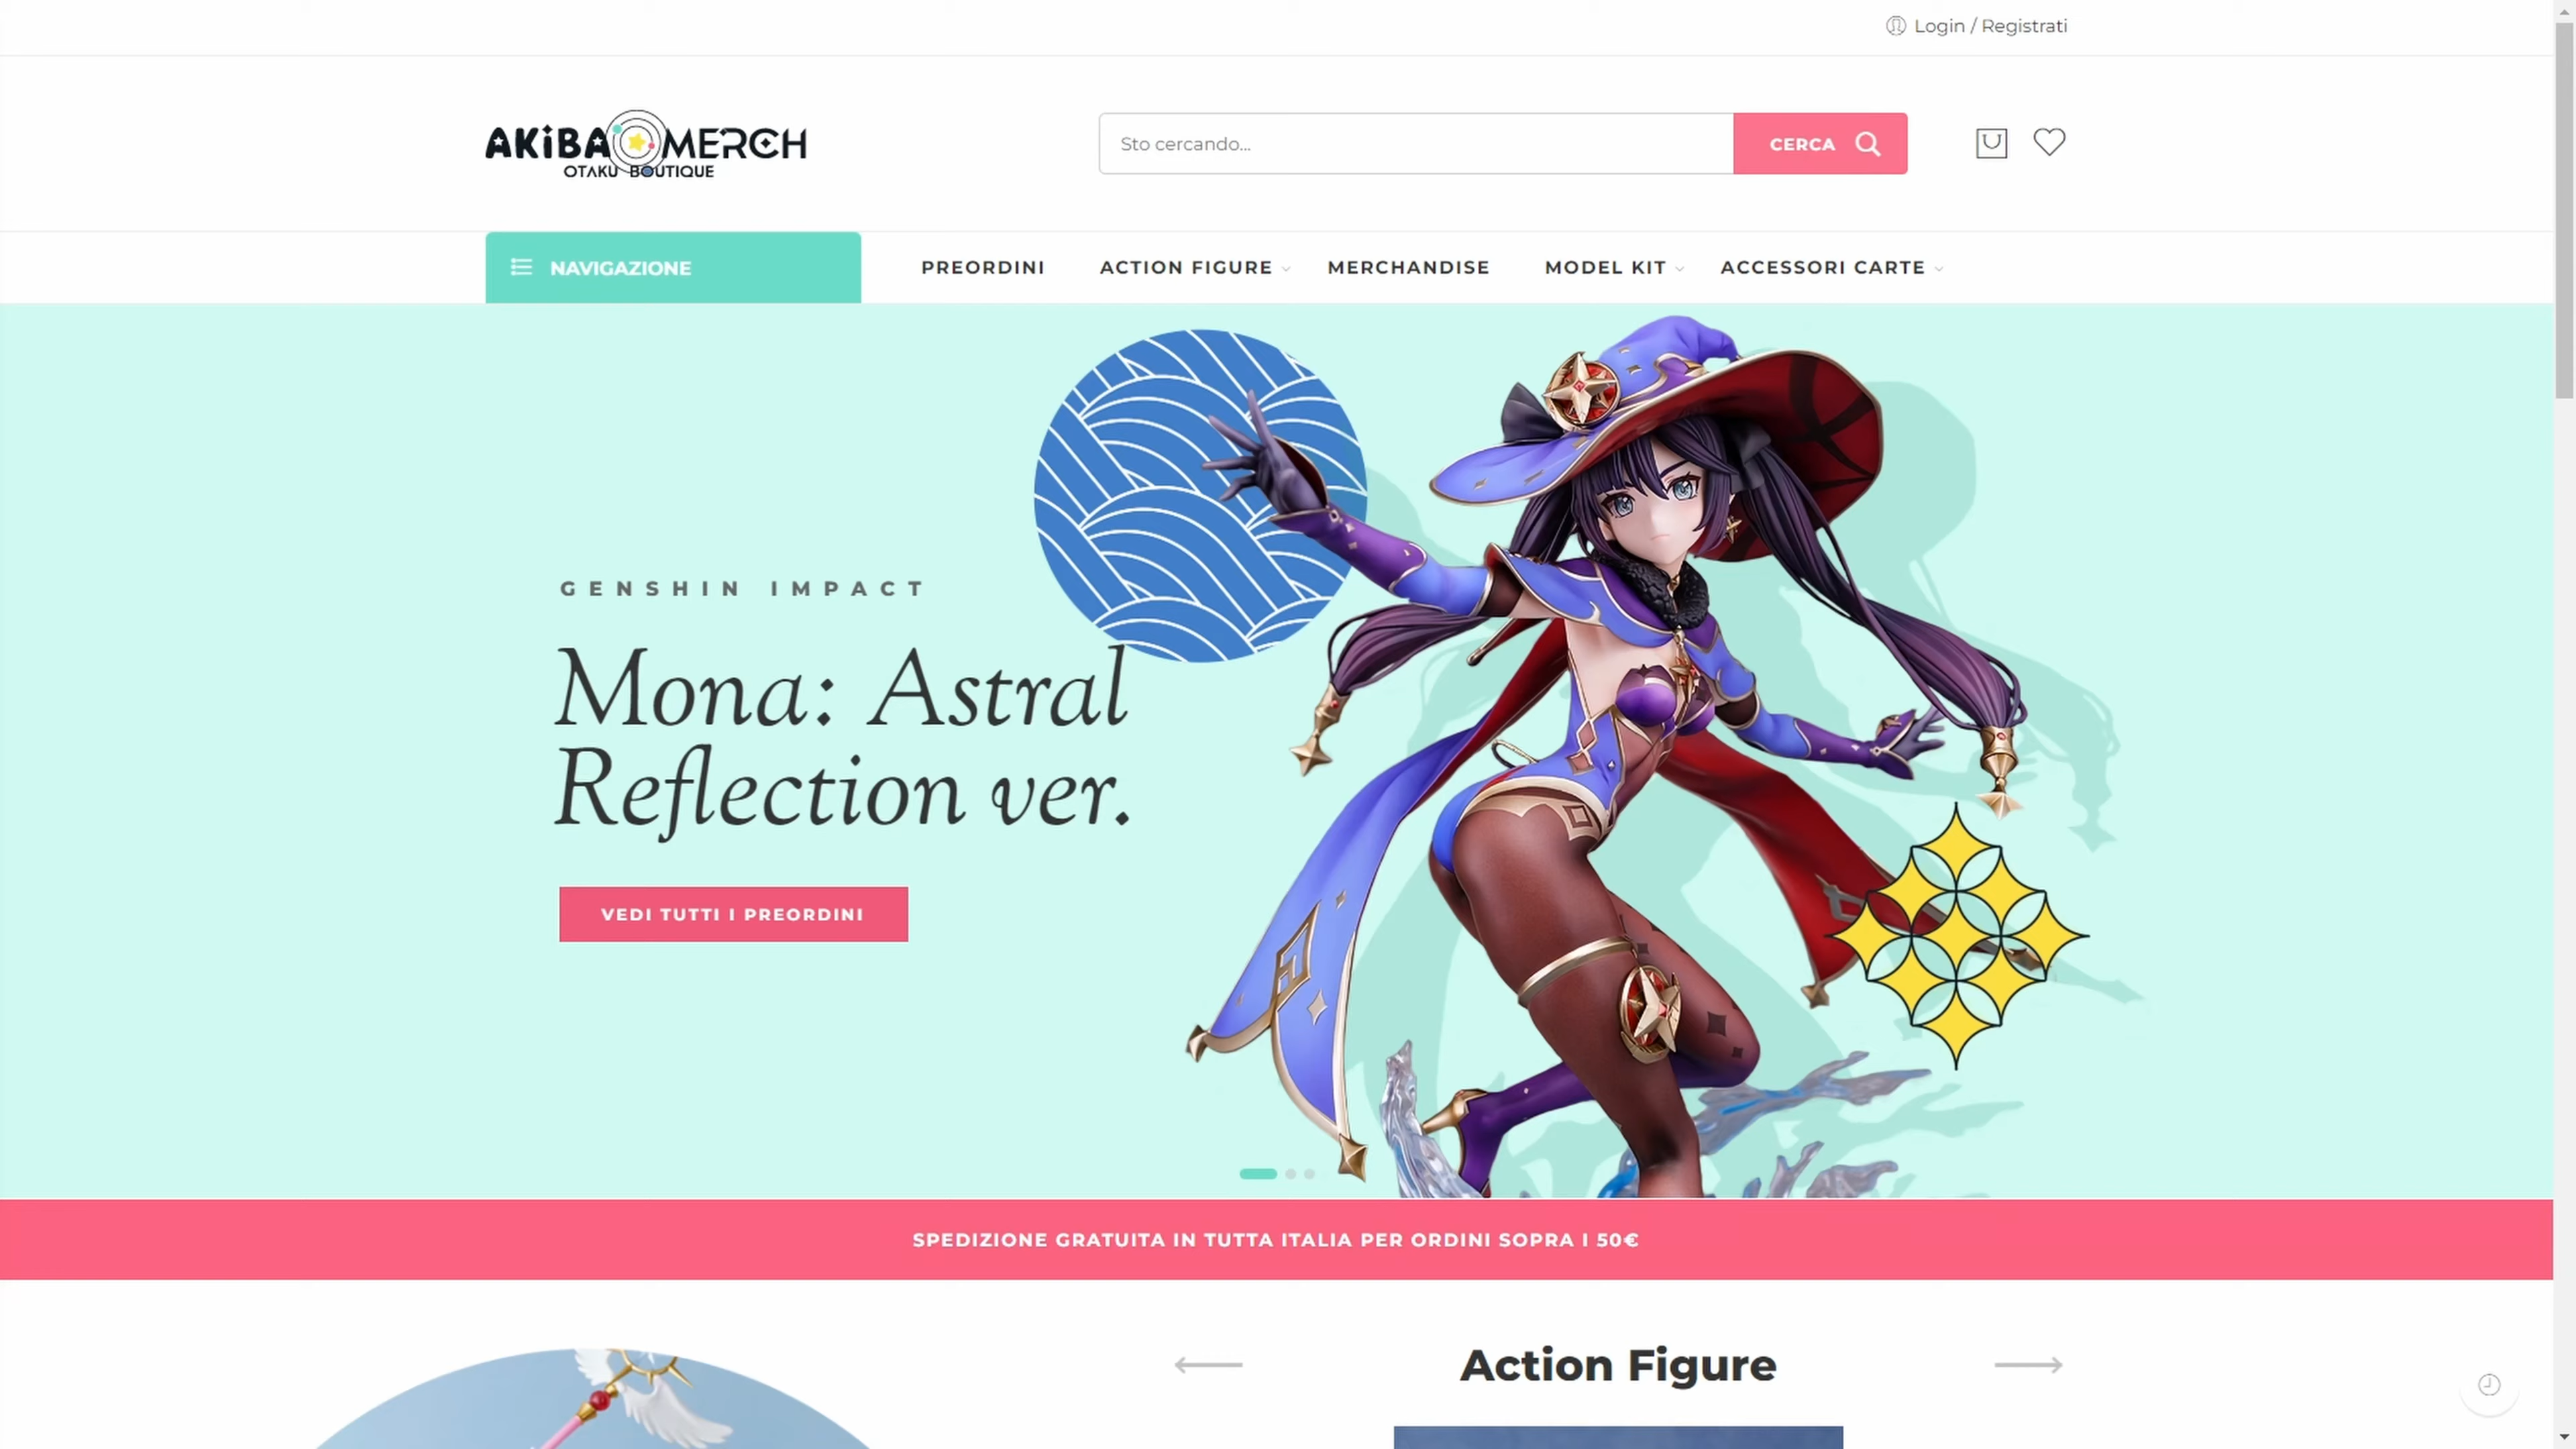 Login / Registrati
AKiBA MERCH
OTAKU BOUTIQUE
Sto cercando...
CERCA
NAVIGAZIONE
PREORDINI
ACTION FIGURE
MERCHANDISE
MODEL KIT
ACCESSORI CARTE
GENSHIN IMPACT
Mona: Astral
Reflection ver.
VEDI TUTTI I PREORDINI
SPEDIZIONE GRATUITA IN TUTTA ITALIA PER ORDINI SOPRA I 50€
Action Figure